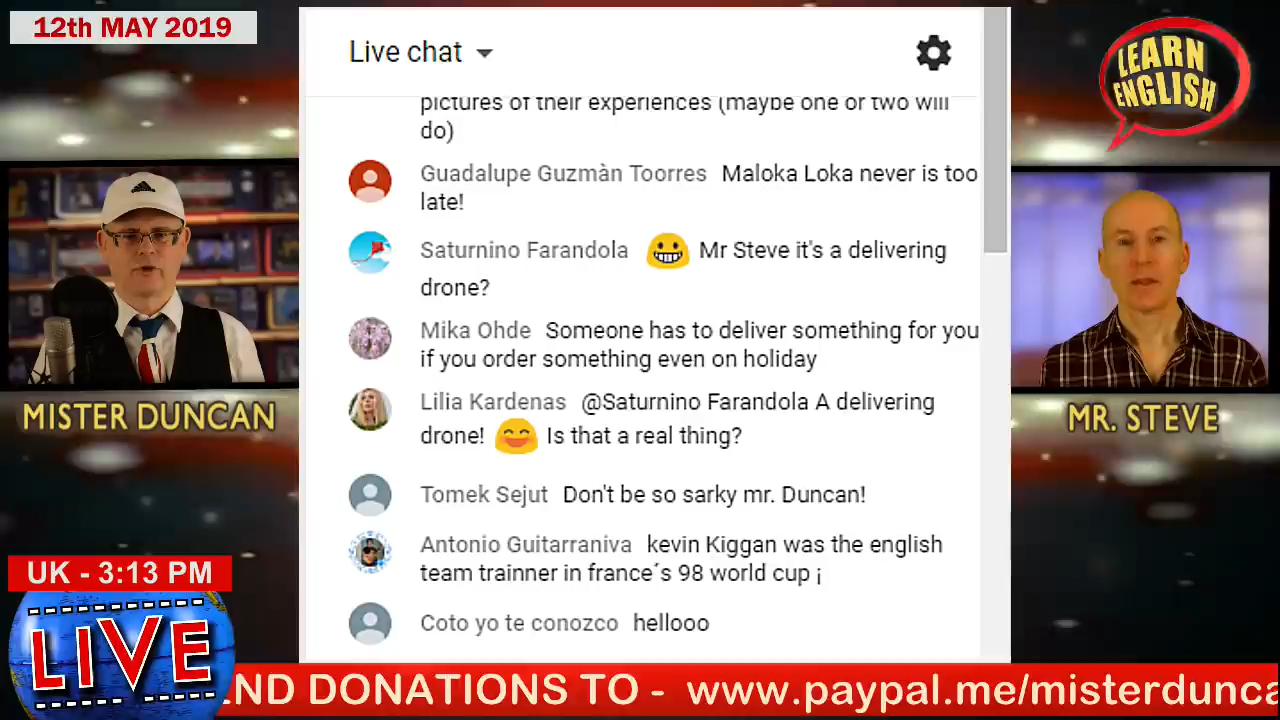 12th MAY 2019
Live chat
LEARN
ENGLISH
pictures of their experiences (maybe one or two will
do)
Guadalupe Guzmàn Toorres Maloka Loka never is too
late!
Saturnino Farandola 😀 Mr Steve it's a delivering
drone?
Mika Ohde Someone has to deliver something for you
if you order something even on holiday
Lilia Kardenas @Saturnino Farandola A delivering
drone! 😄 Is that a real thing?
Tomek Sejut Don't be so sarky mr. Duncan!
Antonio Guitarraniva kevin Kiggan was the english
team trainner in france´s 98 world cup ¡
Coto yo te conozco hellooo
MISTER DUNCAN
MR. STEVE
UK - 3:13 PM
LIVE
ND DONATIONS TO - www.paypal.me/misterdunca